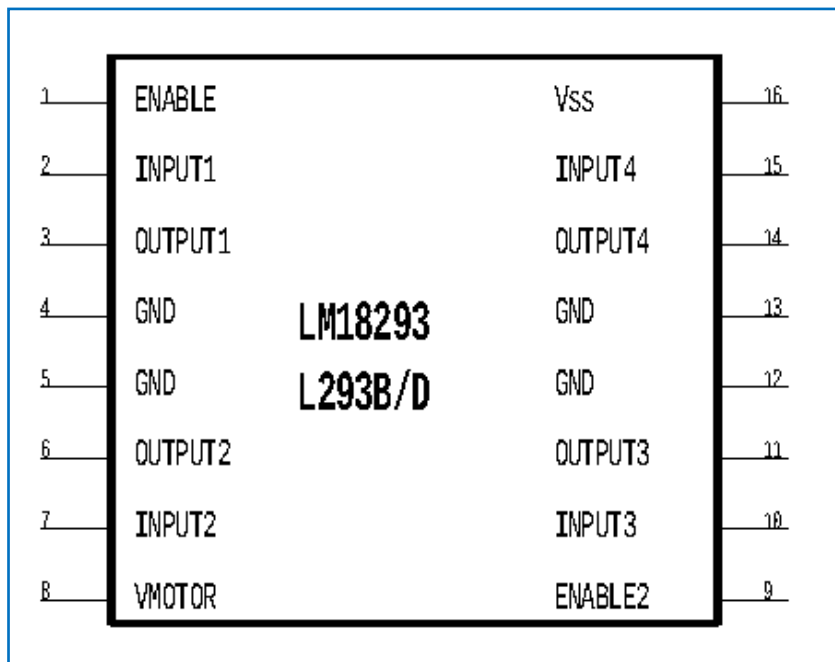 1 ENABLE Vss 16
2 INPUT1 INPUT4 15
3 OUTPUT1 OUTPUT4 14
4 GND GND 13
LM18293
5 GND GND 12
L293B/D
6 OUTPUT2 OUTPUT3 11
7 INPUT2 INPUT3 10
8 VMOTOR ENABLE2 9